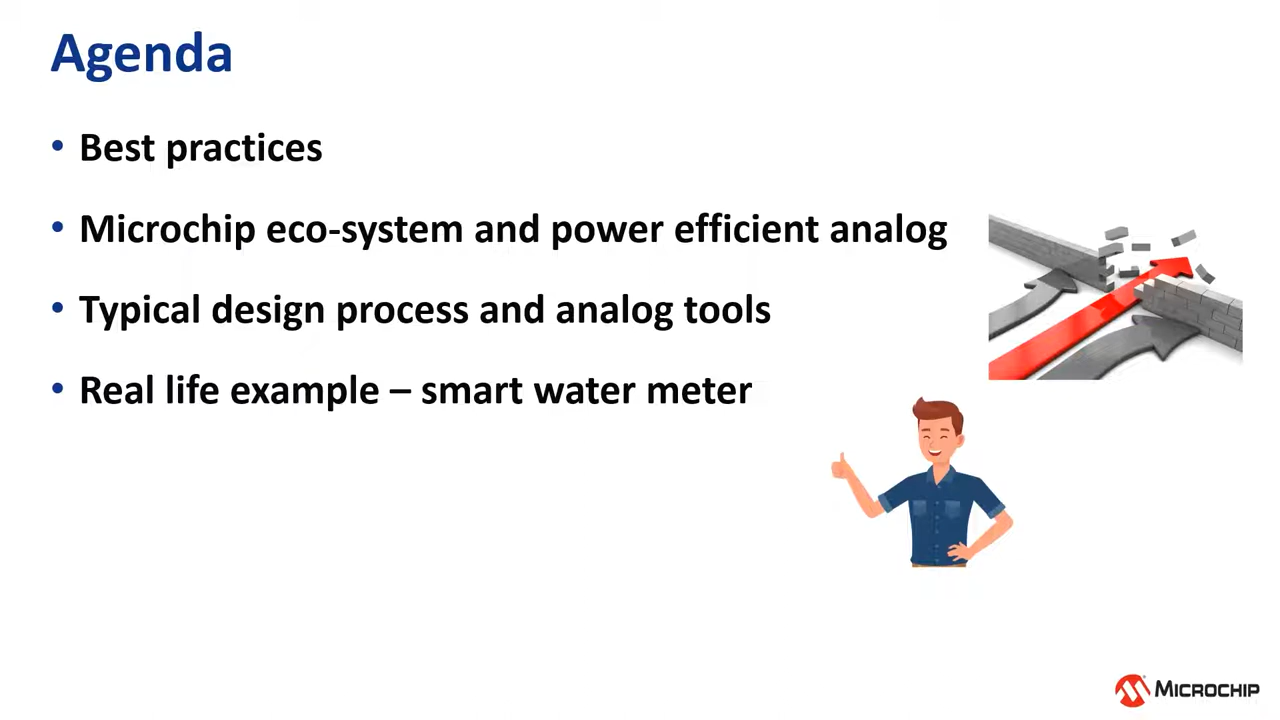 Agenda
• Best practices
• Microchip eco-system and power efficient analog
• Typical design process and analog tools
• Real life example – smart water meter
MICROCHIP